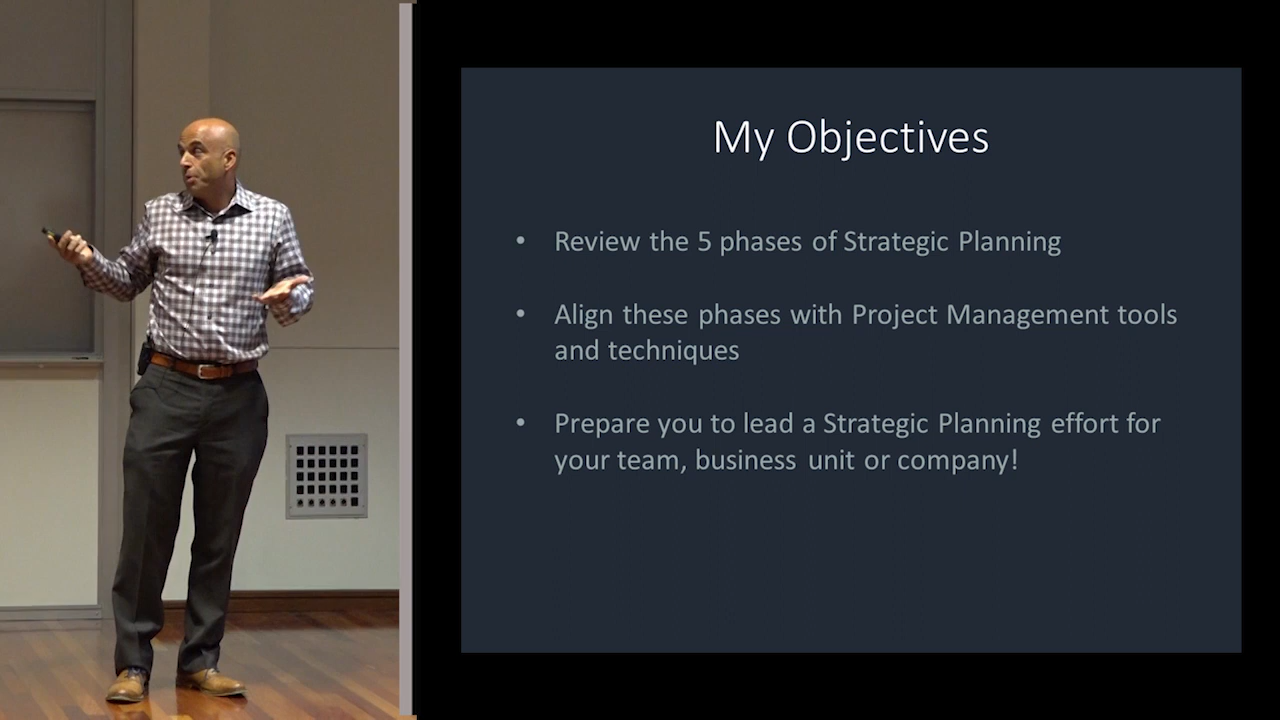 My Objectives
• Review the 5 phases of Strategic Planning
• Align these phases with Project Management tools
and techniques
• Prepare you to lead a Strategic Planning effort for
your team, business unit or company!